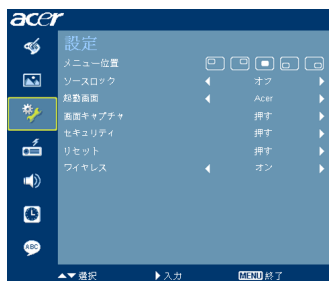 acer
設定
メニュー位置
ソースロック オフ
起動画面 Acer
画面キャプチャ 押す
セキュリティ 押す
リセット 押す
ワイヤレス オン
ABC
▲▼選択 ▶入力 MENU 終了